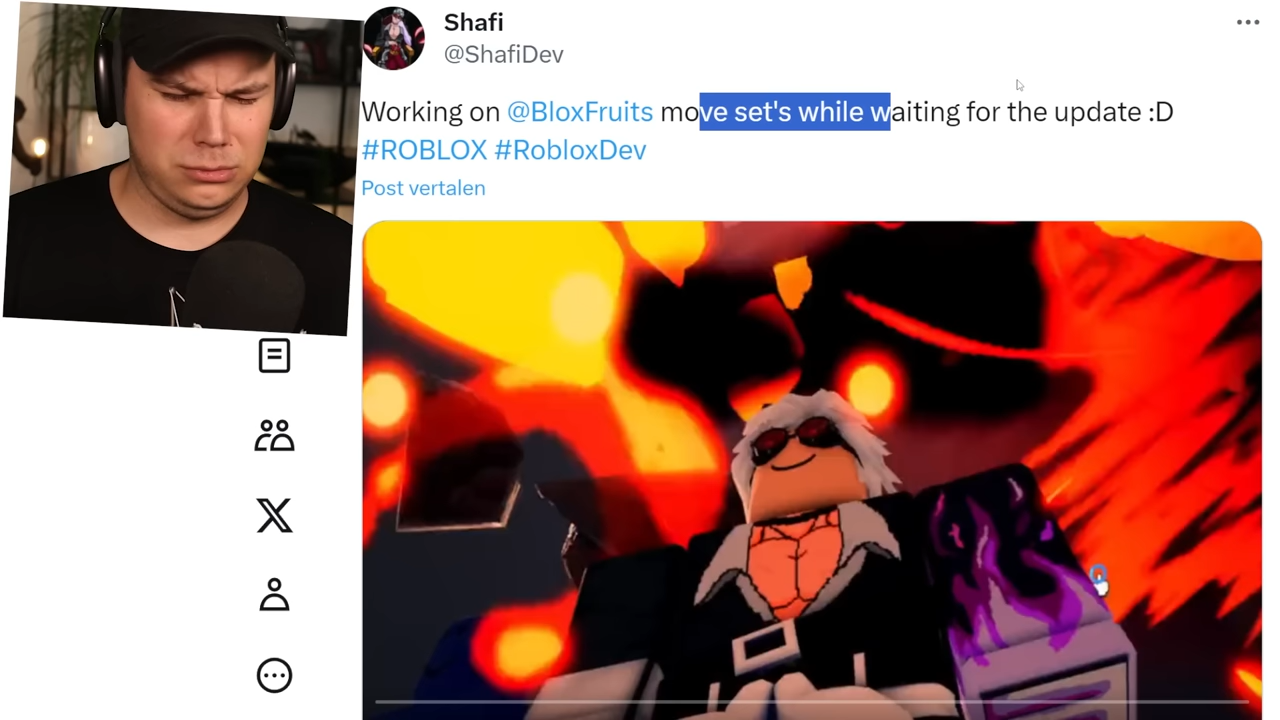 Shafi
@ShafiDev
Working on @BloxFruits move set's while waiting for the update :D
#ROBLOX #RobloxDev
Post vertalen